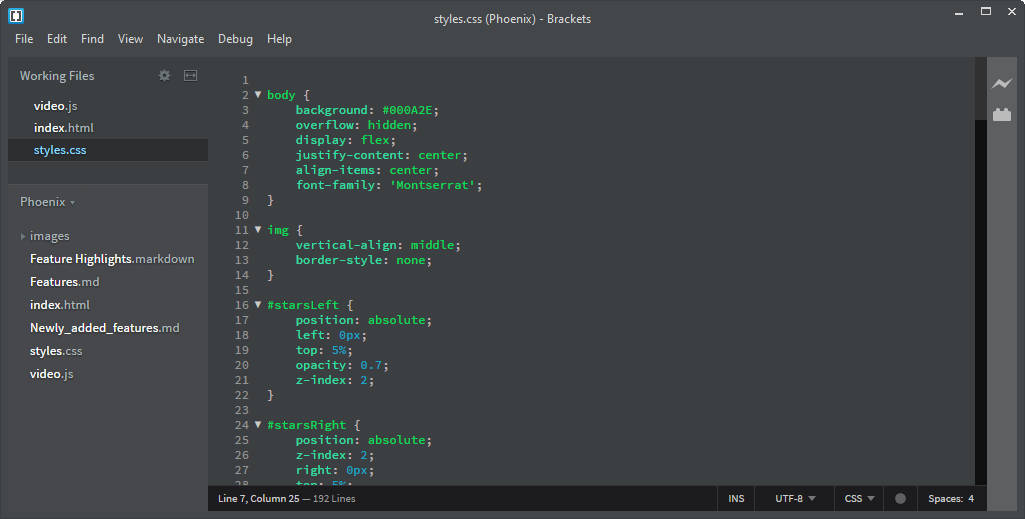 styles.css (Phoenix) - Brackets
File Edit Find View Navigate Debug Help
Working Files
video.js
index.html
styles.css
Phoenix
images
Feature Highlights.markdown
Features.md
index.html
Newly_added_features.md
styles.css
video.js
1
2 body {
3 background: #000A2E;
4 overflow: hidden;
5 display: flex;
6 justify-content: center;
7 align-items: center;
8 font-family: 'Montserrat';
9 }
10
11 img {
12 vertical-align: middle;
13 border-style: none;
14 }
15
16 #starsLeft {
17 position: absolute;
18 left: 0px;
19 top: 5%;
20 opacity: 0.7;
21 z-index: 2;
22 }
23
24 #starsRight {
25 position: absolute;
26 z-index: 2;
27 right: 0px;
28 top: 5%;
Line 7, Column 25 — 192 Lines INS UTF-8 CSS Spaces: 4